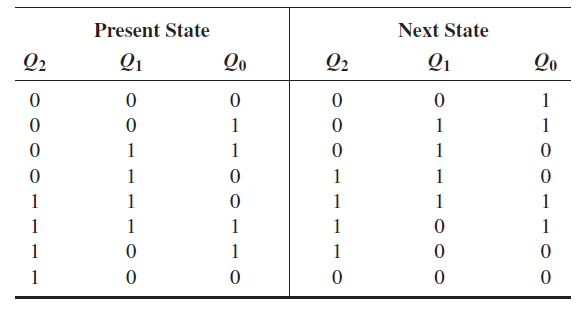 Present State Next State
Q2 Q1 Q0 Q2 Q1 Q0
0 0 0 0 0 1
0 0 1 0 1 1
0 1 1 0 1 0
0 1 0 1 1 0
1 1 0 1 1 1
1 1 1 1 0 1
1 0 1 1 0 0
1 0 0 0 0 0